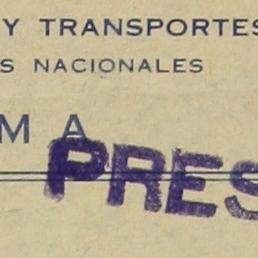 Y TRANSPORTES
S NACIONALES
M A
PRES